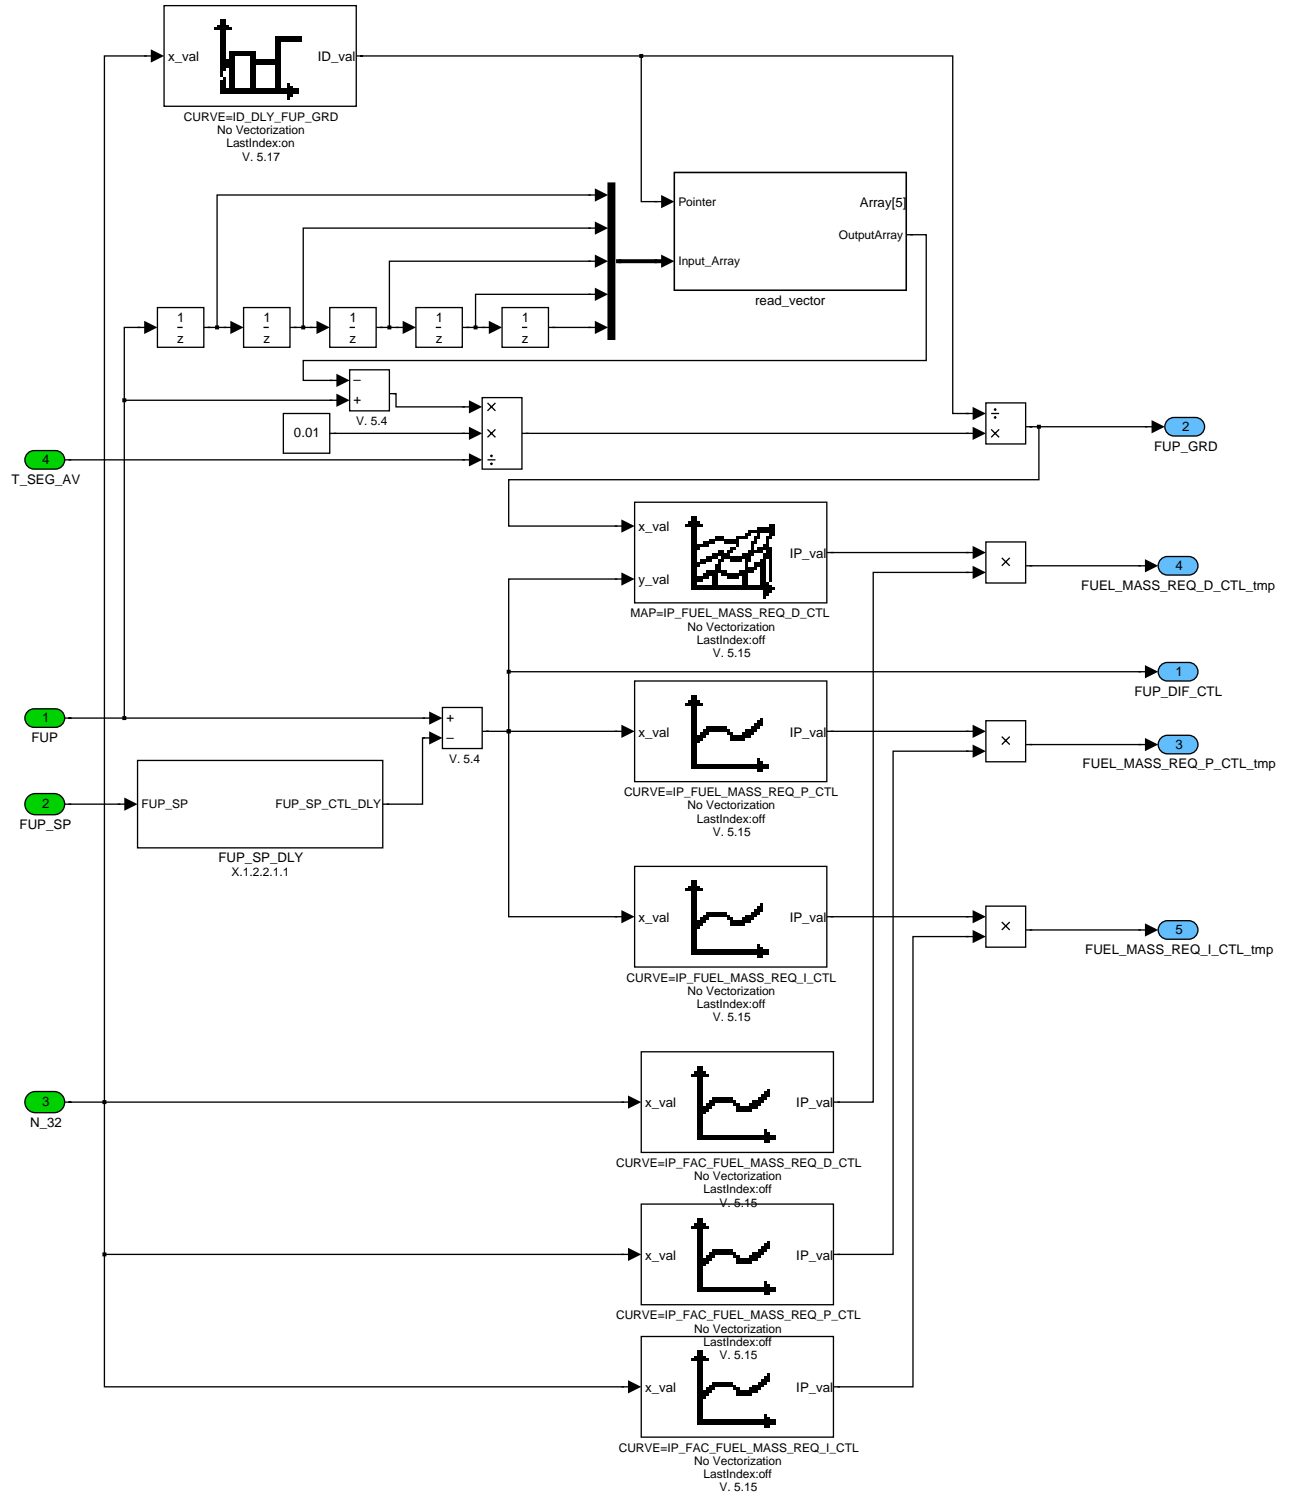 x_val
ID_val
CURVE=ID_DLY_FUP_GRD
No Vectorization
LastIndex:on
V. 5.17
Pointer
Array[5]
OutputArray
Input_Array
read_vector
1
z
1
z
1
z
1
z
1
z
−
+
V. 5.4
0.01
×
×
÷
÷
×
2
FUP_GRD
4
T_SEG_AV
x_val
y_val
IP_val
MAP=IP_FUEL_MASS_REQ_D_CTL
No Vectorization
LastIndex:off
V. 5.15
×
4
FUEL_MASS_REQ_D_CTL_tmp
1
FUP_DIF_CTL
1
FUP
+
−
V. 5.4
x_val
IP_val
CURVE=IP_FUEL_MASS_REQ_P_CTL
No Vectorization
LastIndex:off
V. 5.15
×
3
FUEL_MASS_REQ_P_CTL_tmp
2
FUP_SP
FUP_SP
FUP_SP_CTL_DLY
FUP_SP_DLY
X.1.2.2.1.1
x_val
IP_val
CURVE=IP_FUEL_MASS_REQ_I_CTL
No Vectorization
LastIndex:off
V. 5.15
×
5
FUEL_MASS_REQ_I_CTL_tmp
3
N_32
x_val
IP_val
CURVE=IP_FAC_FUEL_MASS_REQ_D_CTL
No Vectorization
LastIndex:off
V. 5.15
x_val
IP_val
CURVE=IP_FAC_FUEL_MASS_REQ_P_CTL
No Vectorization
LastIndex:off
V. 5.15
x_val
IP_val
CURVE=IP_FAC_FUEL_MASS_REQ_I_CTL
No Vectorization
LastIndex:off
V. 5.15